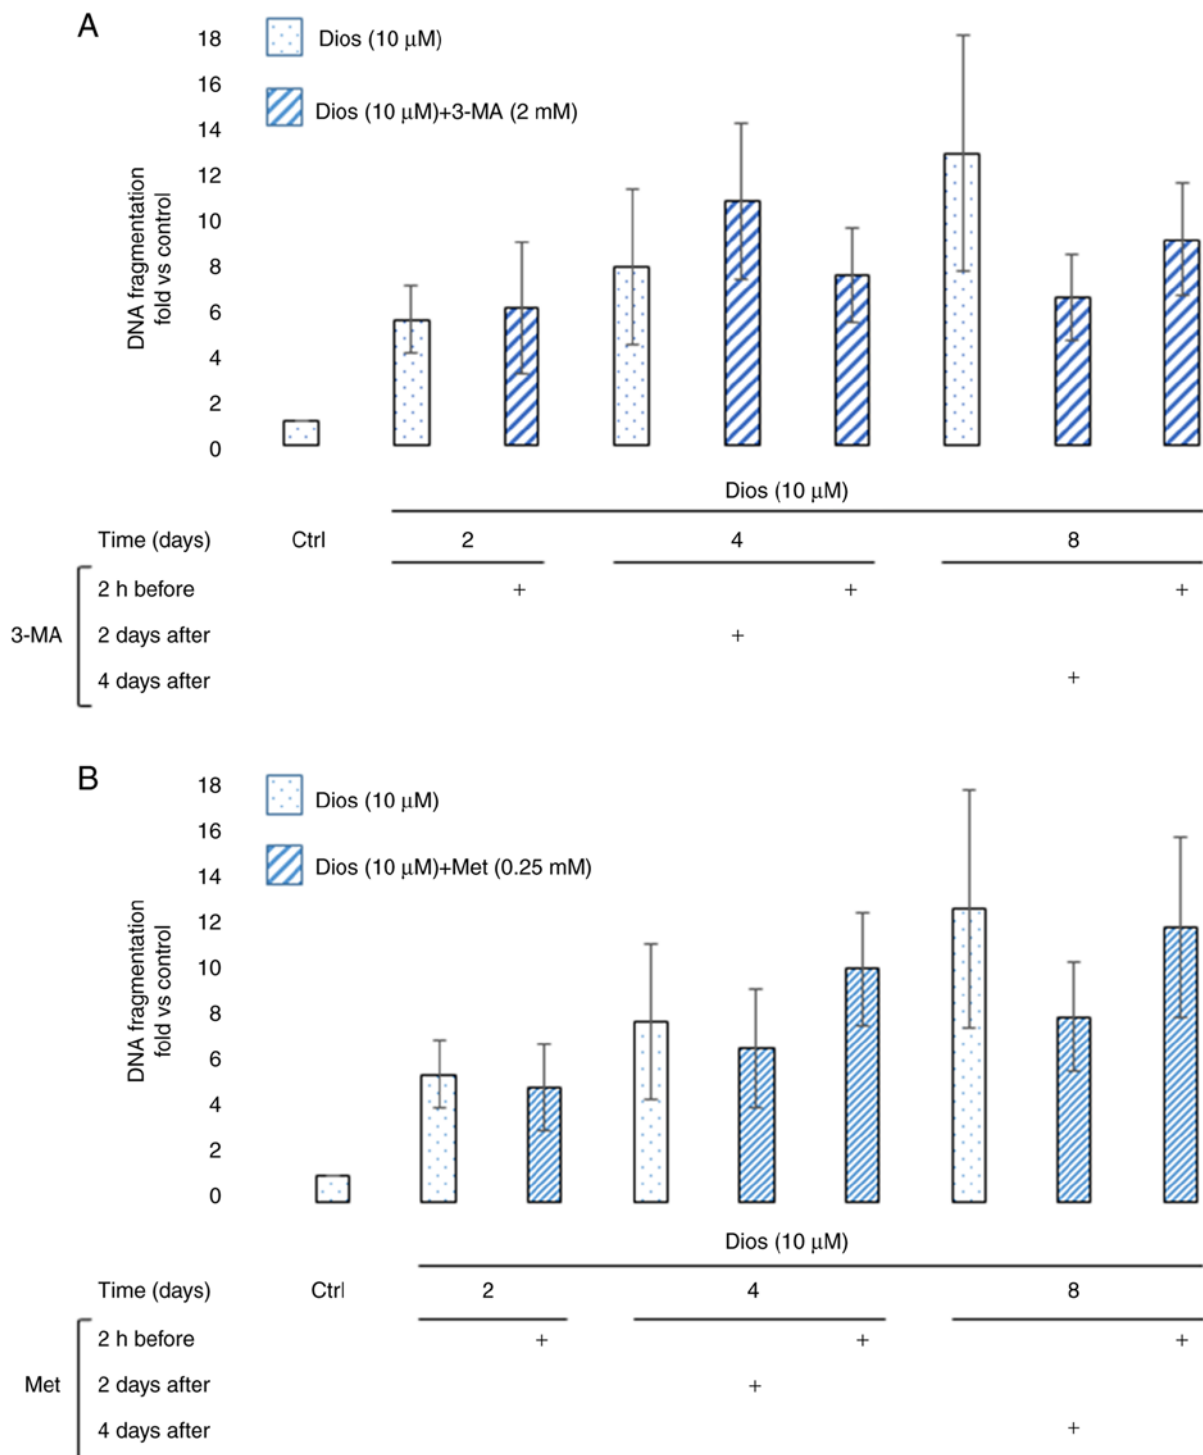 A
Dios (10 μM)
Dios (10 μM)+3-MA (2 mM)
DNA fragmentation
fold vs control
18
16
14
12
10
8
6
4
2
0
Dios (10 μM)
Time (days) Ctrl 2 4 8
3-MA
2 h before + + +
2 days after +
4 days after +
B
Dios (10 μM)
Dios (10 μM)+Met (0.25 mM)
DNA fragmentation
fold vs control
18
16
14
12
10
8
6
4
2
0
Dios (10 μM)
Time (days) Ctrl 2 4 8
Met
2 h before + + +
2 days after +
4 days after +